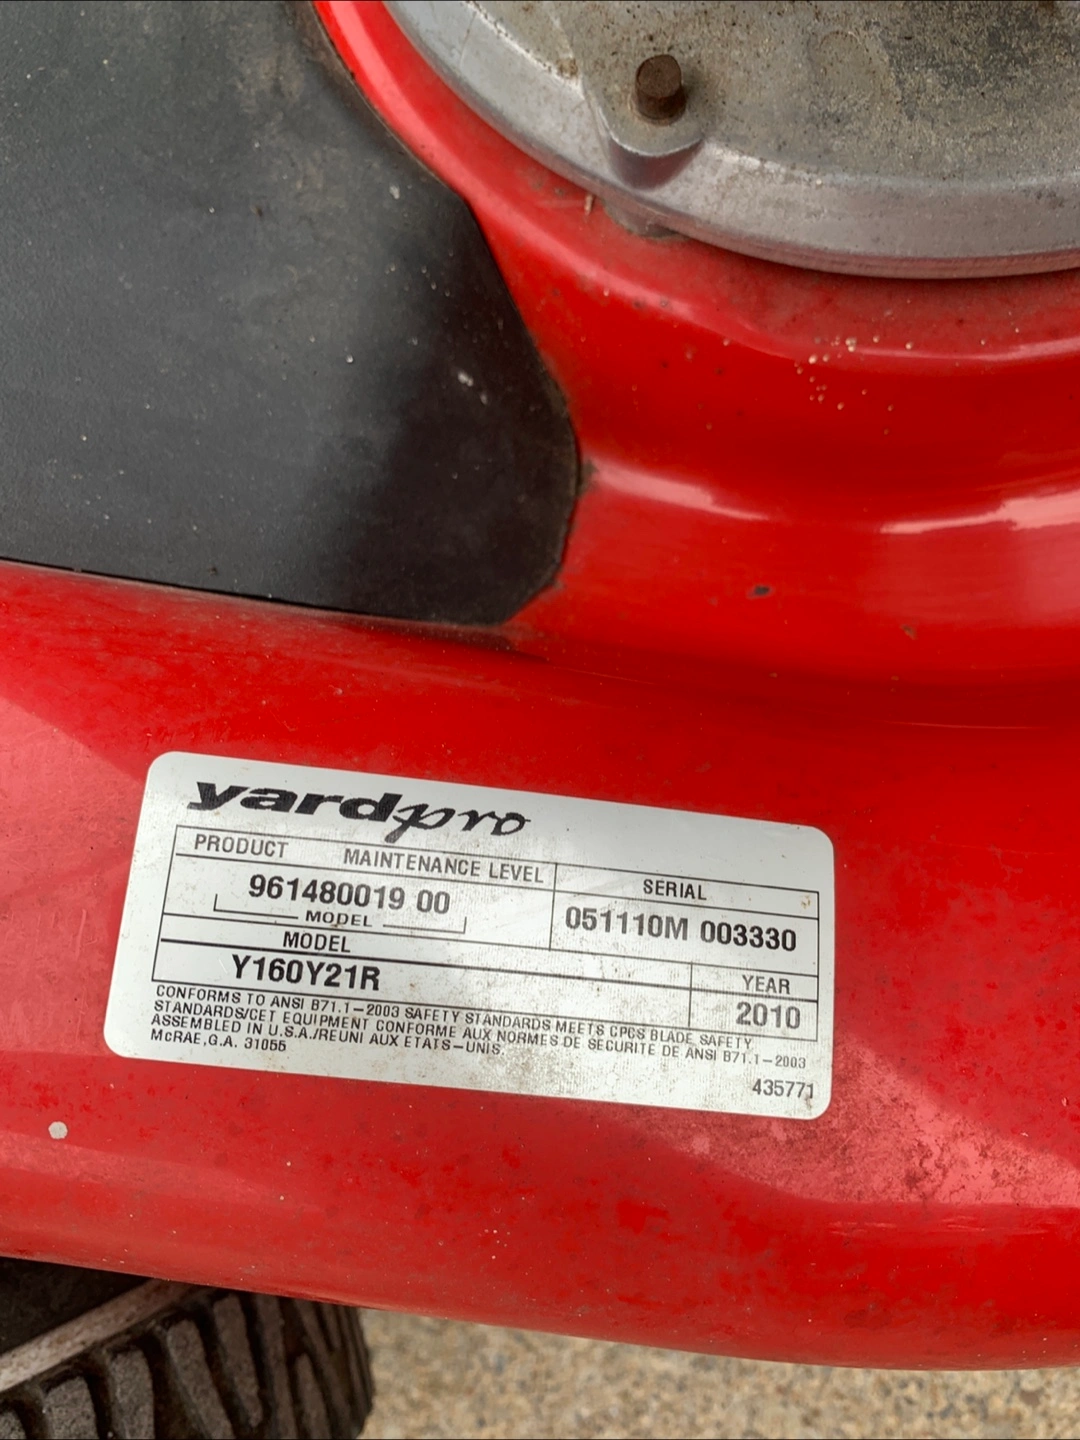 yardpro
PRODUCT MAINTENANCE LEVEL SERIAL
961480019 00 051110M 003330
MODEL
MODEL YEAR
Y160Y21R 2010
CONFORMS TO ANSI B71.1-2003 SAFETY STANDARDS MEETS CPCS BLADE SAFETY
STANDARDS/CET EQUIPMENT CONFORME AUX NORMES DE SECURITE DE ANSI B71.1-2003
ASSEMBLED IN U.S.A./REUNI AUX ETATS-UNIS.
McRAE,G.A. 31055
435771